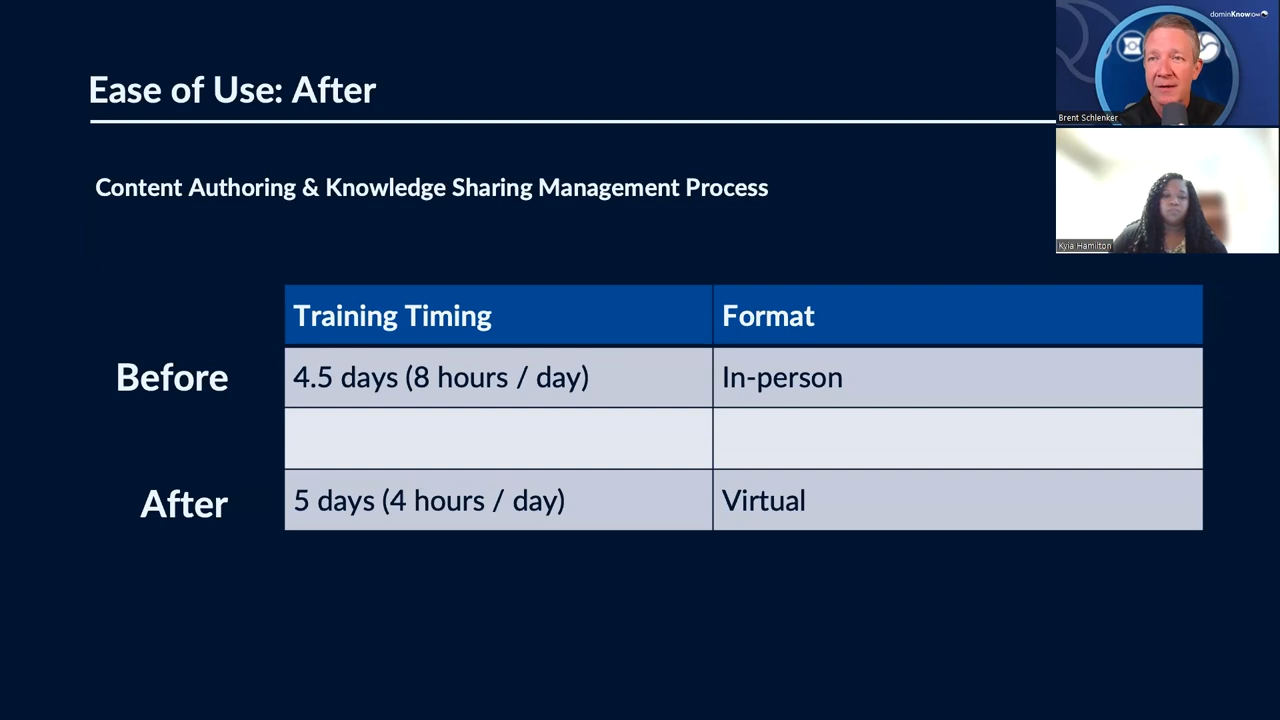 Ease of Use: After
dominKnow
Brent Schlenker
Content Authoring & Knowledge Sharing Management Process
Kyia Hamilton
Training Timing Format
Before 4.5 days (8 hours / day) In-person
After 5 days (4 hours / day) Virtual